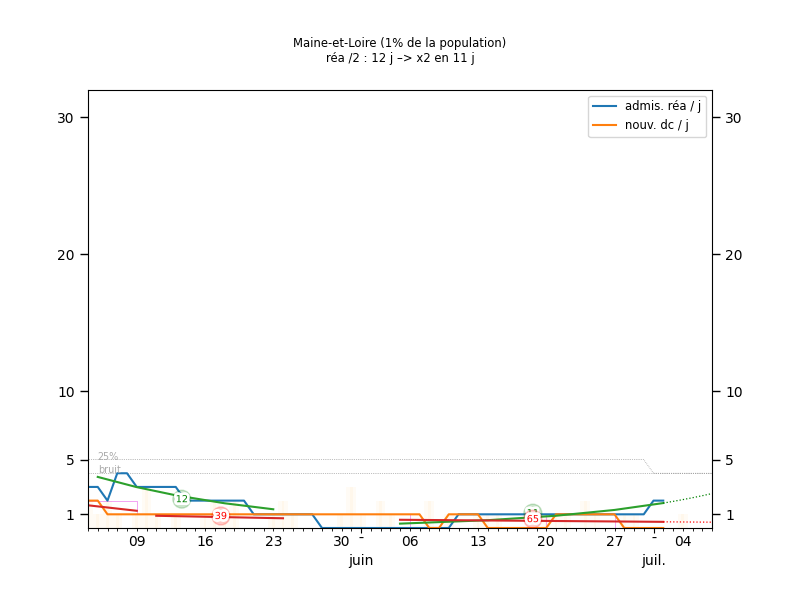 Maine-et-Loire (1% de la population)
réa /2 : 12 j –> x2 en 11 j
admis. réa / j
nouv. dc / j
30 30
20 20
10 10
5 5
1 1
25%
bruit
12
39
11
65
09 16 23 30 - 06 13 20 27 - 04
juin juil.